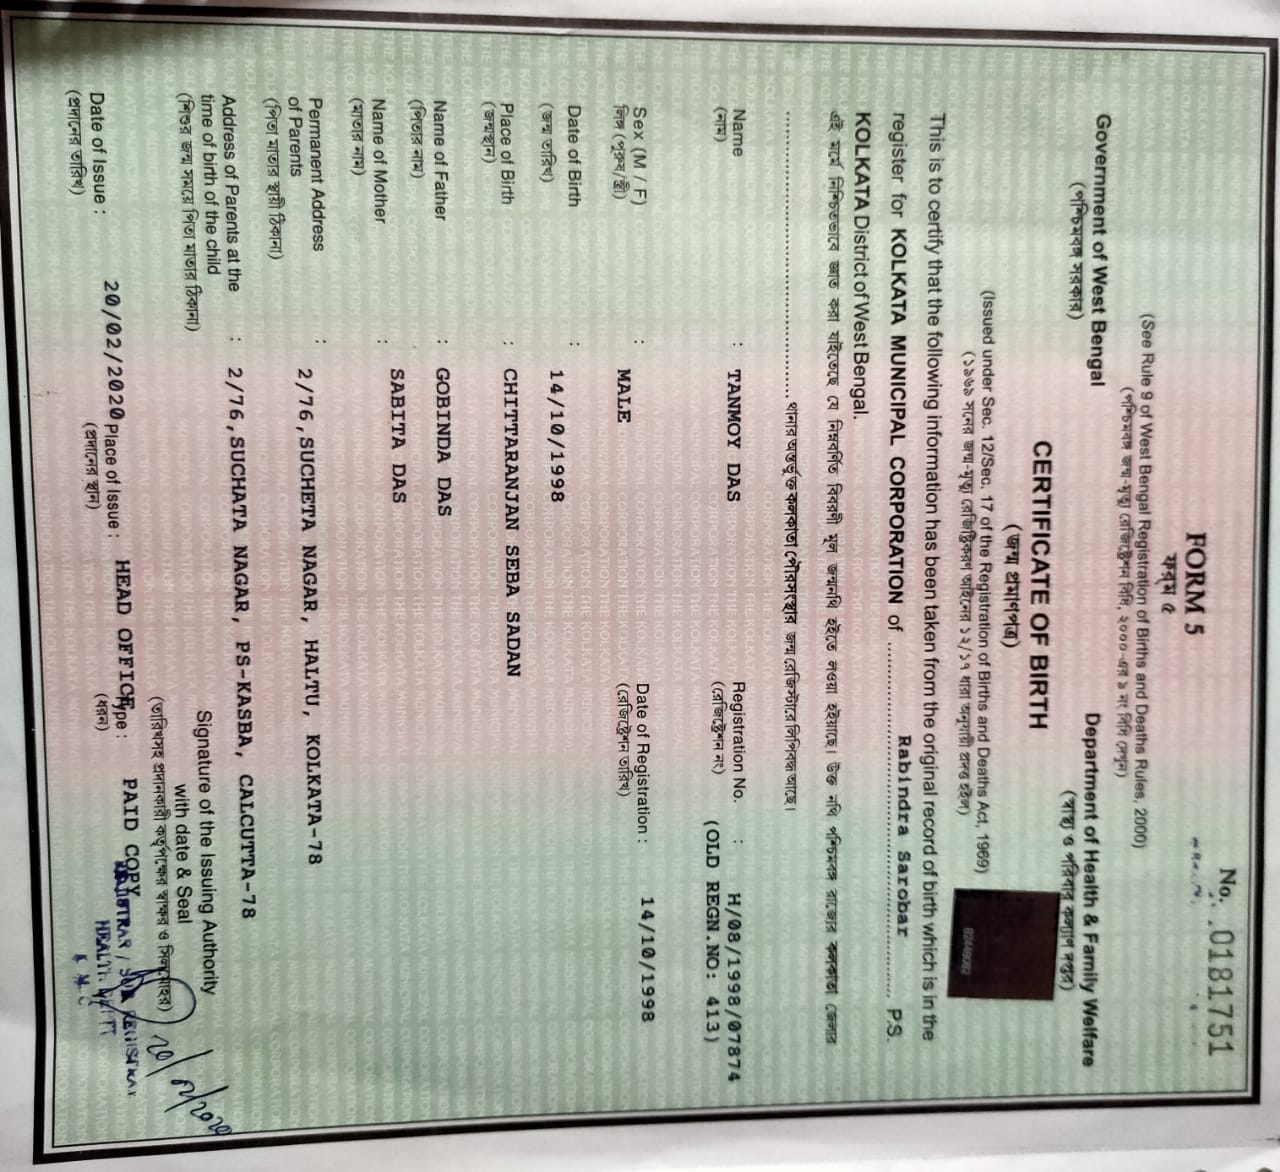 No. 0181751
FORM 5
ফরম ৫
(See Rule 9 of West Bengal Registration of Births and Deaths Rules, 2000)
(পশ্চিমবঙ্গ জন্ম-মৃত্যু রেজিস্ট্রেশন বিধি, ২০০০-এর ৯ নং বিধি দেখুন)
Government of West Bengal Department of Health & Family Welfare
(পশ্চিমবঙ্গ সরকার) (স্বাস্থ্য ও পরিবার কল্যাণ দপ্তর)
CERTIFICATE OF BIRTH
(জন্ম প্রমাণপত্র)
(Issued under Sec. 12/Sec. 17 of the Registration of Births and Deaths Act, 1969)
(১৯৬৯ সনের জন্ম-মৃত্যু রেজিস্ট্রিকরণ আইনের ১২/১৭ ধারা অনুযায়ী প্রদত্ত হইল)
This is to certify that the following information has been taken from the original record of birth which is in the
register for KOLKATA MUNICIPAL CORPORATION of Rabindra Sarobar P.S.
KOLKATA District of West Bengal.
এই মর্মে নিশ্চিতভাবে জ্ঞাত করা যাইতেছে যে নিম্নবর্ণিত বিবরণী মূল জন্মনথি হইতে লওয়া হইয়াছে। উক্ত নথি পশ্চিমবঙ্গ রাজ্যের কলকাতা জেলার
থানার অন্তর্ভুক্ত কলকাতা পৌরসংস্থার জন্ম রেজিস্টারে লিপিবদ্ধ আছে।
Name : TANMOY DAS Registration No. : H/08/1998/07874
(নাম) (রেজিস্ট্রেশন নং) (OLD REGN.NO: 413)
Sex (M / F) : MALE Date of Registration : 14/10/1998
লিঙ্গ (পুরুষ/স্ত্রী) (রেজিস্ট্রেশন তারিখ)
Date of Birth : 14/10/1998
(জন্ম তারিখ)
Place of Birth : CHITTARANJAN SEBA SADAN
(জন্মস্থান)
Name of Father : GOBINDA DAS
(পিতার নাম)
Name of Mother : SABITA DAS
(মাতার নাম)
Permanent Address : 2/76,SUCHETA NAGAR, HALTU, KOLKATA-78
of Parents
(পিতা মাতার স্থায়ী ঠিকানা)
Address of Parents at the : 2/76,SUCHATA NAGAR, PS-KASBA, CALCUTTA-78
time of birth of the child
(শিশুর জন্ম সময়ে পিতা মাতার ঠিকানা)
Signature of the Issuing Authority
with date & Seal
(তারিখসহ প্রদানকারী কর্তৃপক্ষের স্বাক্ষর ও সিলমোহর)
Date of Issue : 20/02/2020 Place of Issue : HEAD OFFICE Type : PAID COPY
(প্রদানের তারিখ) (প্রদানের স্থান) (ধরন)
20/2/2020